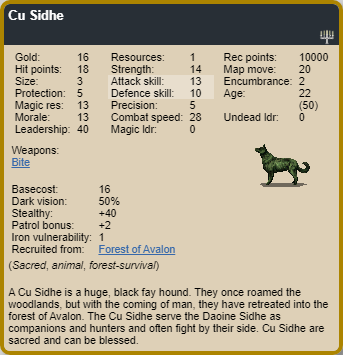 Cu Sidhe
Gold: 16 Resources: 1 Rec points: 10000
Hit points: 18 Strength: 14 Map move: 20
Size: 3 Attack skill: 13 Encumbrance: 2
Protection: 5 Defence skill: 10 Age: 22
Magic res: 13 Precision: 5 (50)
Morale: 13 Combat speed: 28 Undead ldr: 0
Leadership: 40 Magic ldr: 0
Weapons:
Bite
Basecost: 16
Dark vision: 50%
Stealthy: +40
Patrol bonus: +2
Iron vulnerability: 1
Recruited from: Forest of Avalon
(Sacred, animal, forest-survival)
A Cu Sidhe is a huge, black fay hound. They once roamed the
woodlands, but with the coming of man, they have retreated into the
forest of Avalon. The Cu Sidhe serve the Daoine Sidhe as
companions and hunters and often fight by their side. Cu Sidhe are
sacred and can be blessed.